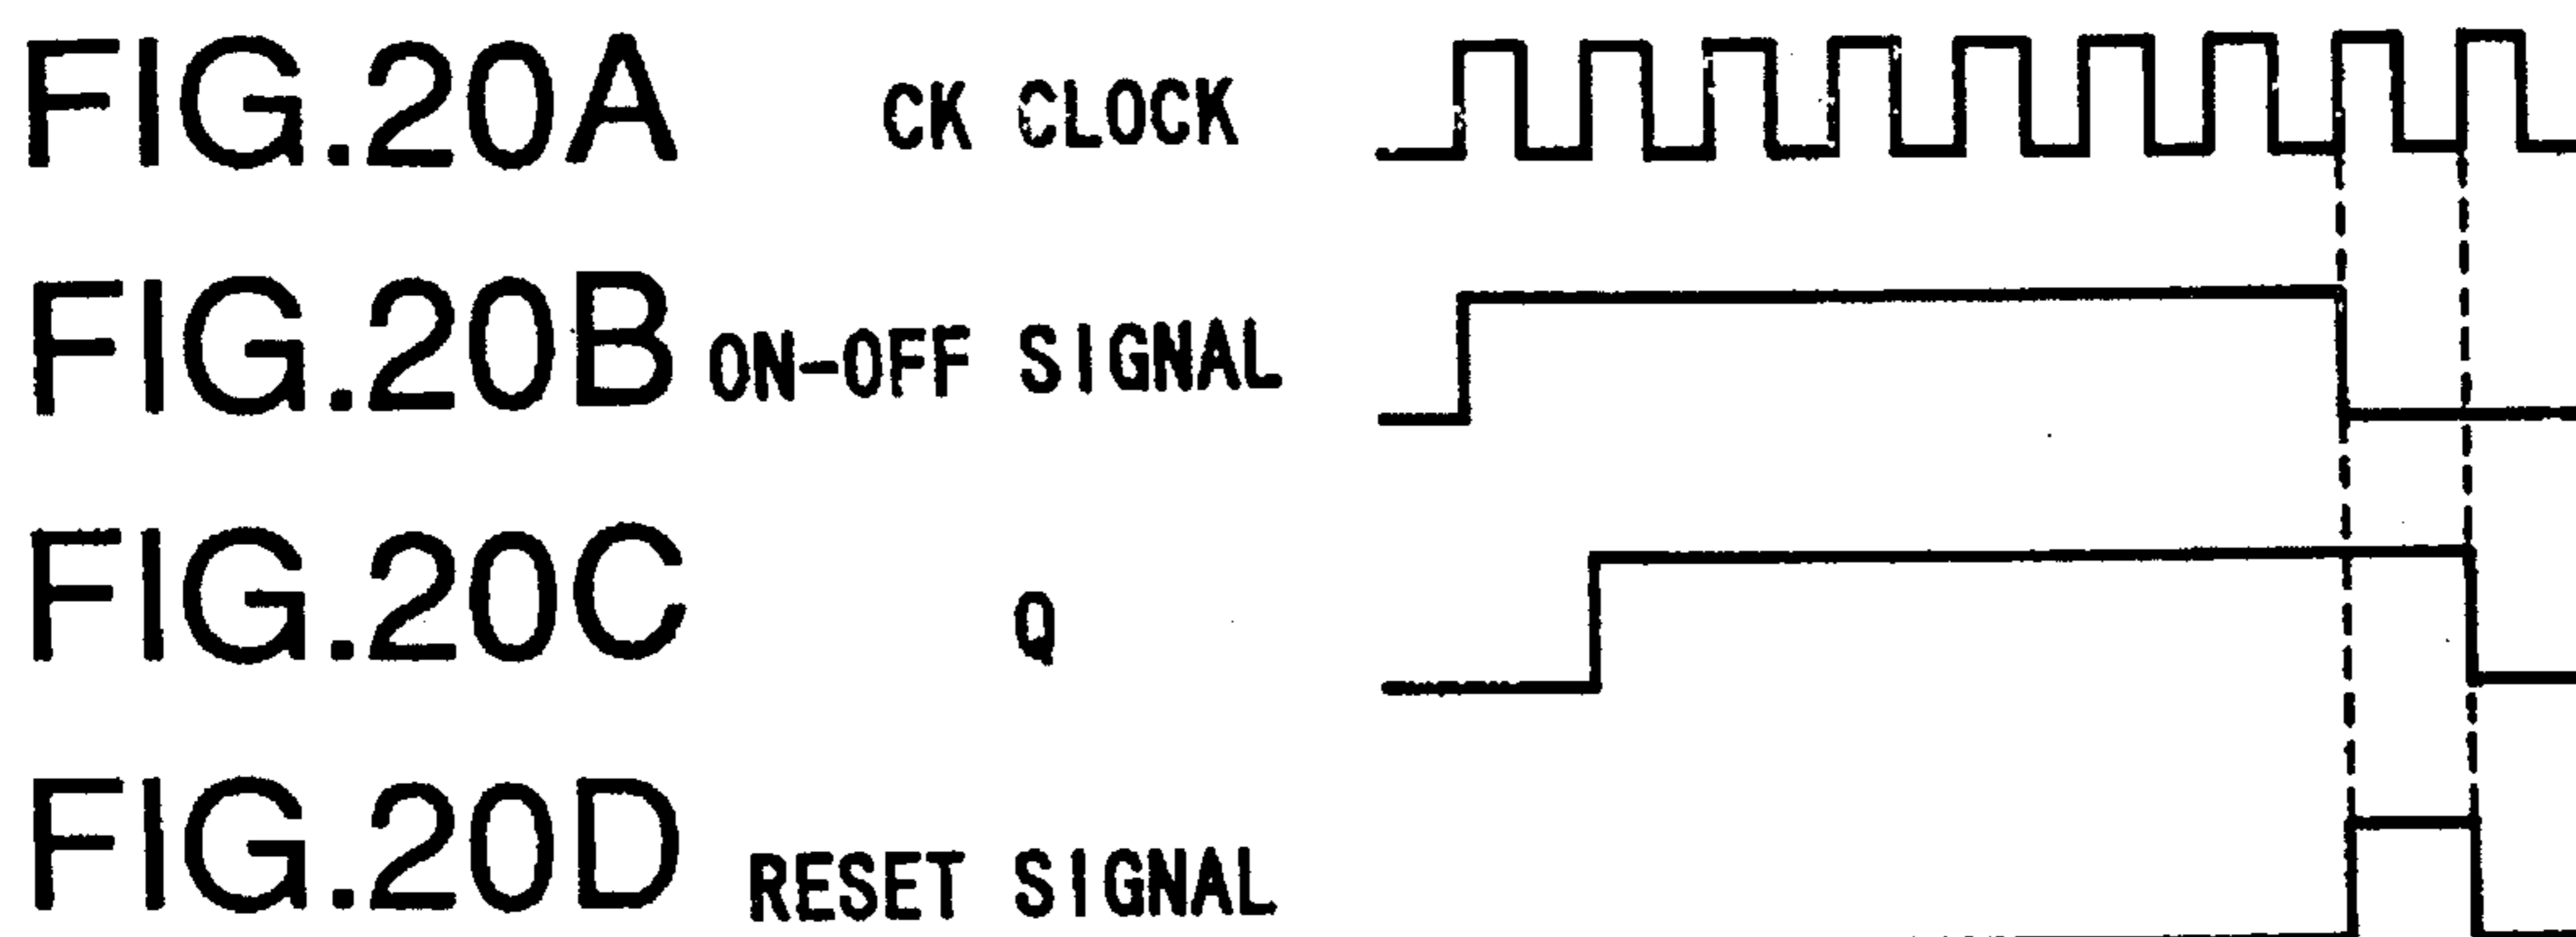 FIG.20A CK CLOCK
FIG.20B ON-OFF SIGNAL
FIG.20C Q
FIG.20D RESET SIGNAL